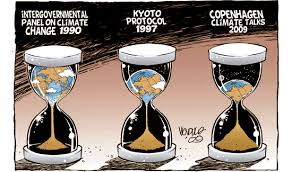 INTERGOVERNMENTAL
PANEL ON CLIMATE
CHANGE 1990
KYOTO
PROTOCOL
1997
COPENHAGEN
CLIMATE TALKS
2009